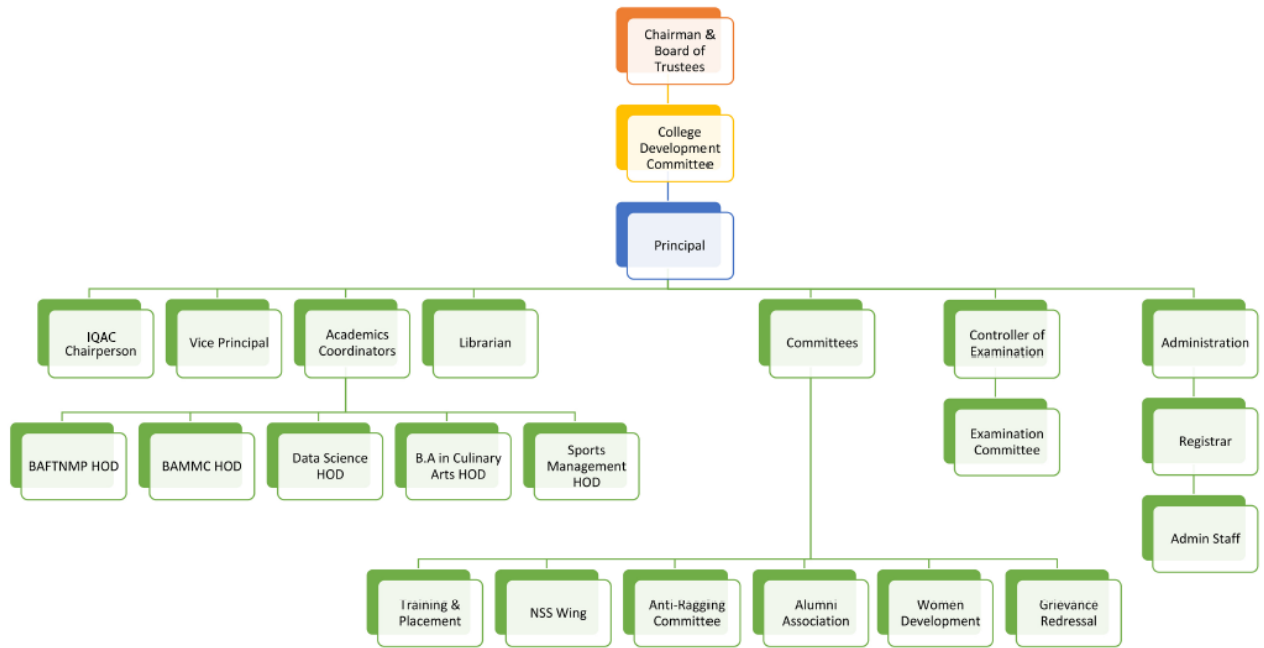 Chairman &
Board of
Trustees
College
Development
Committee
Principal
IQAC
Chairperson
Vice Principal
Academics
Coordinators
Librarian
Committees
Controller of
Examination
Administration
BAFTNMP HOD
BAMMC HOD
Data Science
HOD
B.A in Culinary
Arts HOD
Sports
Management
HOD
Examination
Committee
Registrar
Admin Staff
Training &
Placement
NSS Wing
Anti-Ragging
Committee
Alumni
Association
Women
Development
Grievance
Redressal